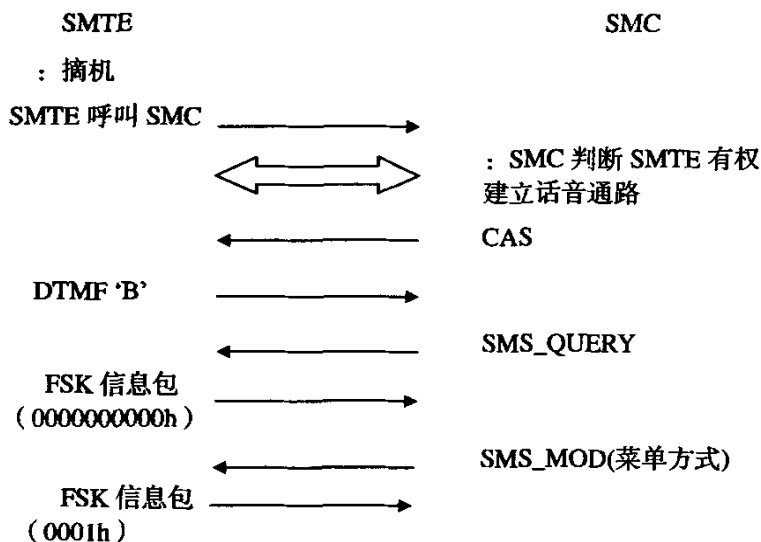 SMTE SMC
：摘机
SMTE 呼叫 SMC
：SMC 判断 SMTE 有权
建立话音通路
CAS
DTMF ‘B’
SMS_QUERY
FSK 信息包
（0000000000h）
SMS_MOD(菜单方式)
FSK 信息包
（0001h）